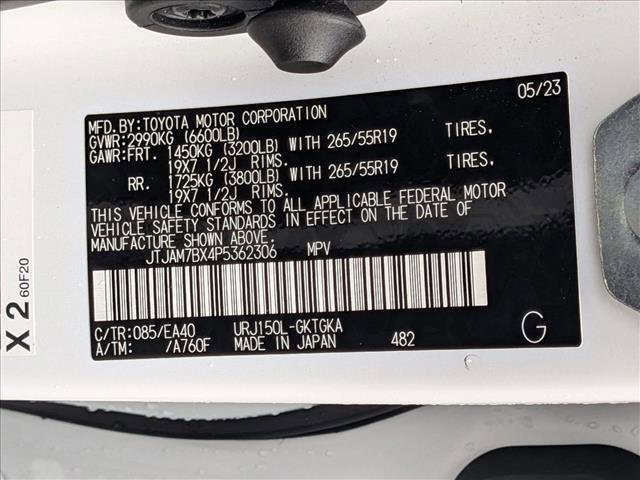 05/23
MFD.BY:TOYOTA MOTOR CORPORATION
GVWR:2990KG (6600LB)
GAWR:FRT. 1450KG (3200LB) WITH 265/55R19 TIRES,
19X7 1/2J RIMS.
RR. 1725KG (3800LB) WITH 265/55R19 TIRES,
19X7 1/2J RIMS.
THIS VEHICLE CONFORMS TO ALL APPLICABLE FEDERAL MOTOR
VEHICLE SAFETY STANDARDS IN EFFECT ON THE DATE OF
MANUFACTURE SHOWN ABOVE.
JTJAM7BX4P5362306 MPV
C/TR:085/EA40 URJ150L-GKTGKA
A/TM: /A760F MADE IN JAPAN 482
G
X 2 60F20